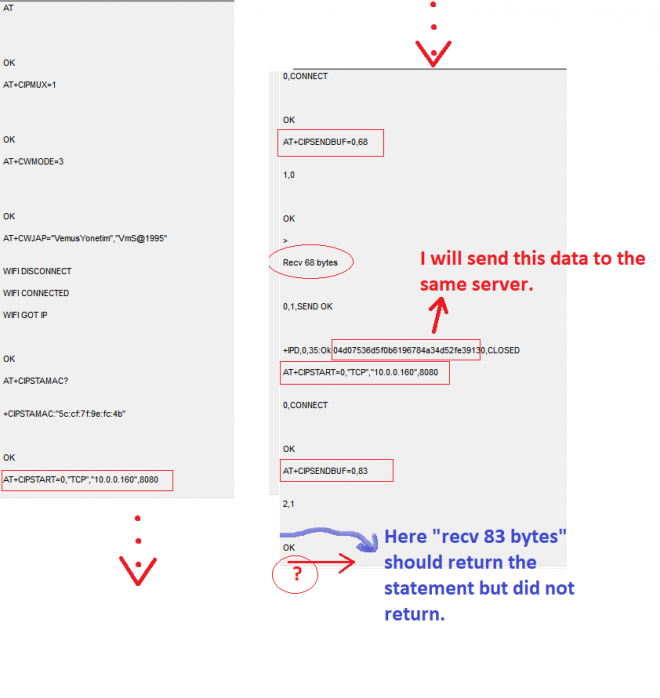 AT
OK
AT+CIPMUX=1
OK
AT+CWMODE=3
OK
AT+CWJAP="VemusYonetim","VmS@1995"
WIFI DISCONNECT
WIFI CONNECTED
WIFI GOT IP
OK
AT+CIPSTAMAC?
+CIPSTAMAC:"5c:cf:7f:9e:fc:4b"
OK
AT+CIPSTART=0,"TCP","10.0.0.160",8080
0,CONNECT
OK
AT+CIPSENDBUF=0,68
1,0
OK
>
Recv 68 bytes
I will send this data to the
same server.
0,1,SEND OK
+IPD,0,35:Ok 04d07536d5f0b6196784a34d52fe39130,CLOSED
AT+CIPSTART=0,"TCP","10.0.0.160",8080
0,CONNECT
OK
AT+CIPSENDBUF=0,83
2,1
OK
?
Here "recv 83 bytes"
should return the
statement but did not
return.